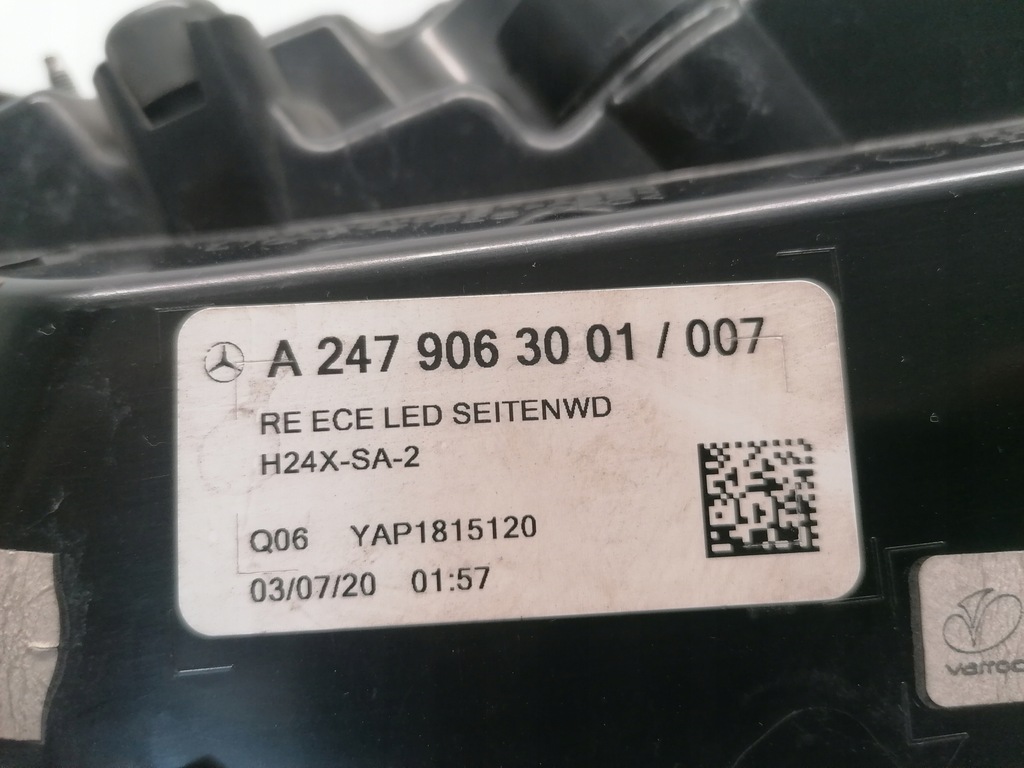 A 247 906 30 01 / 007
RE ECE LED SEITENWD
H24X-SA-2
Q06 YAP1815120
03/07/20 01:57
varroc